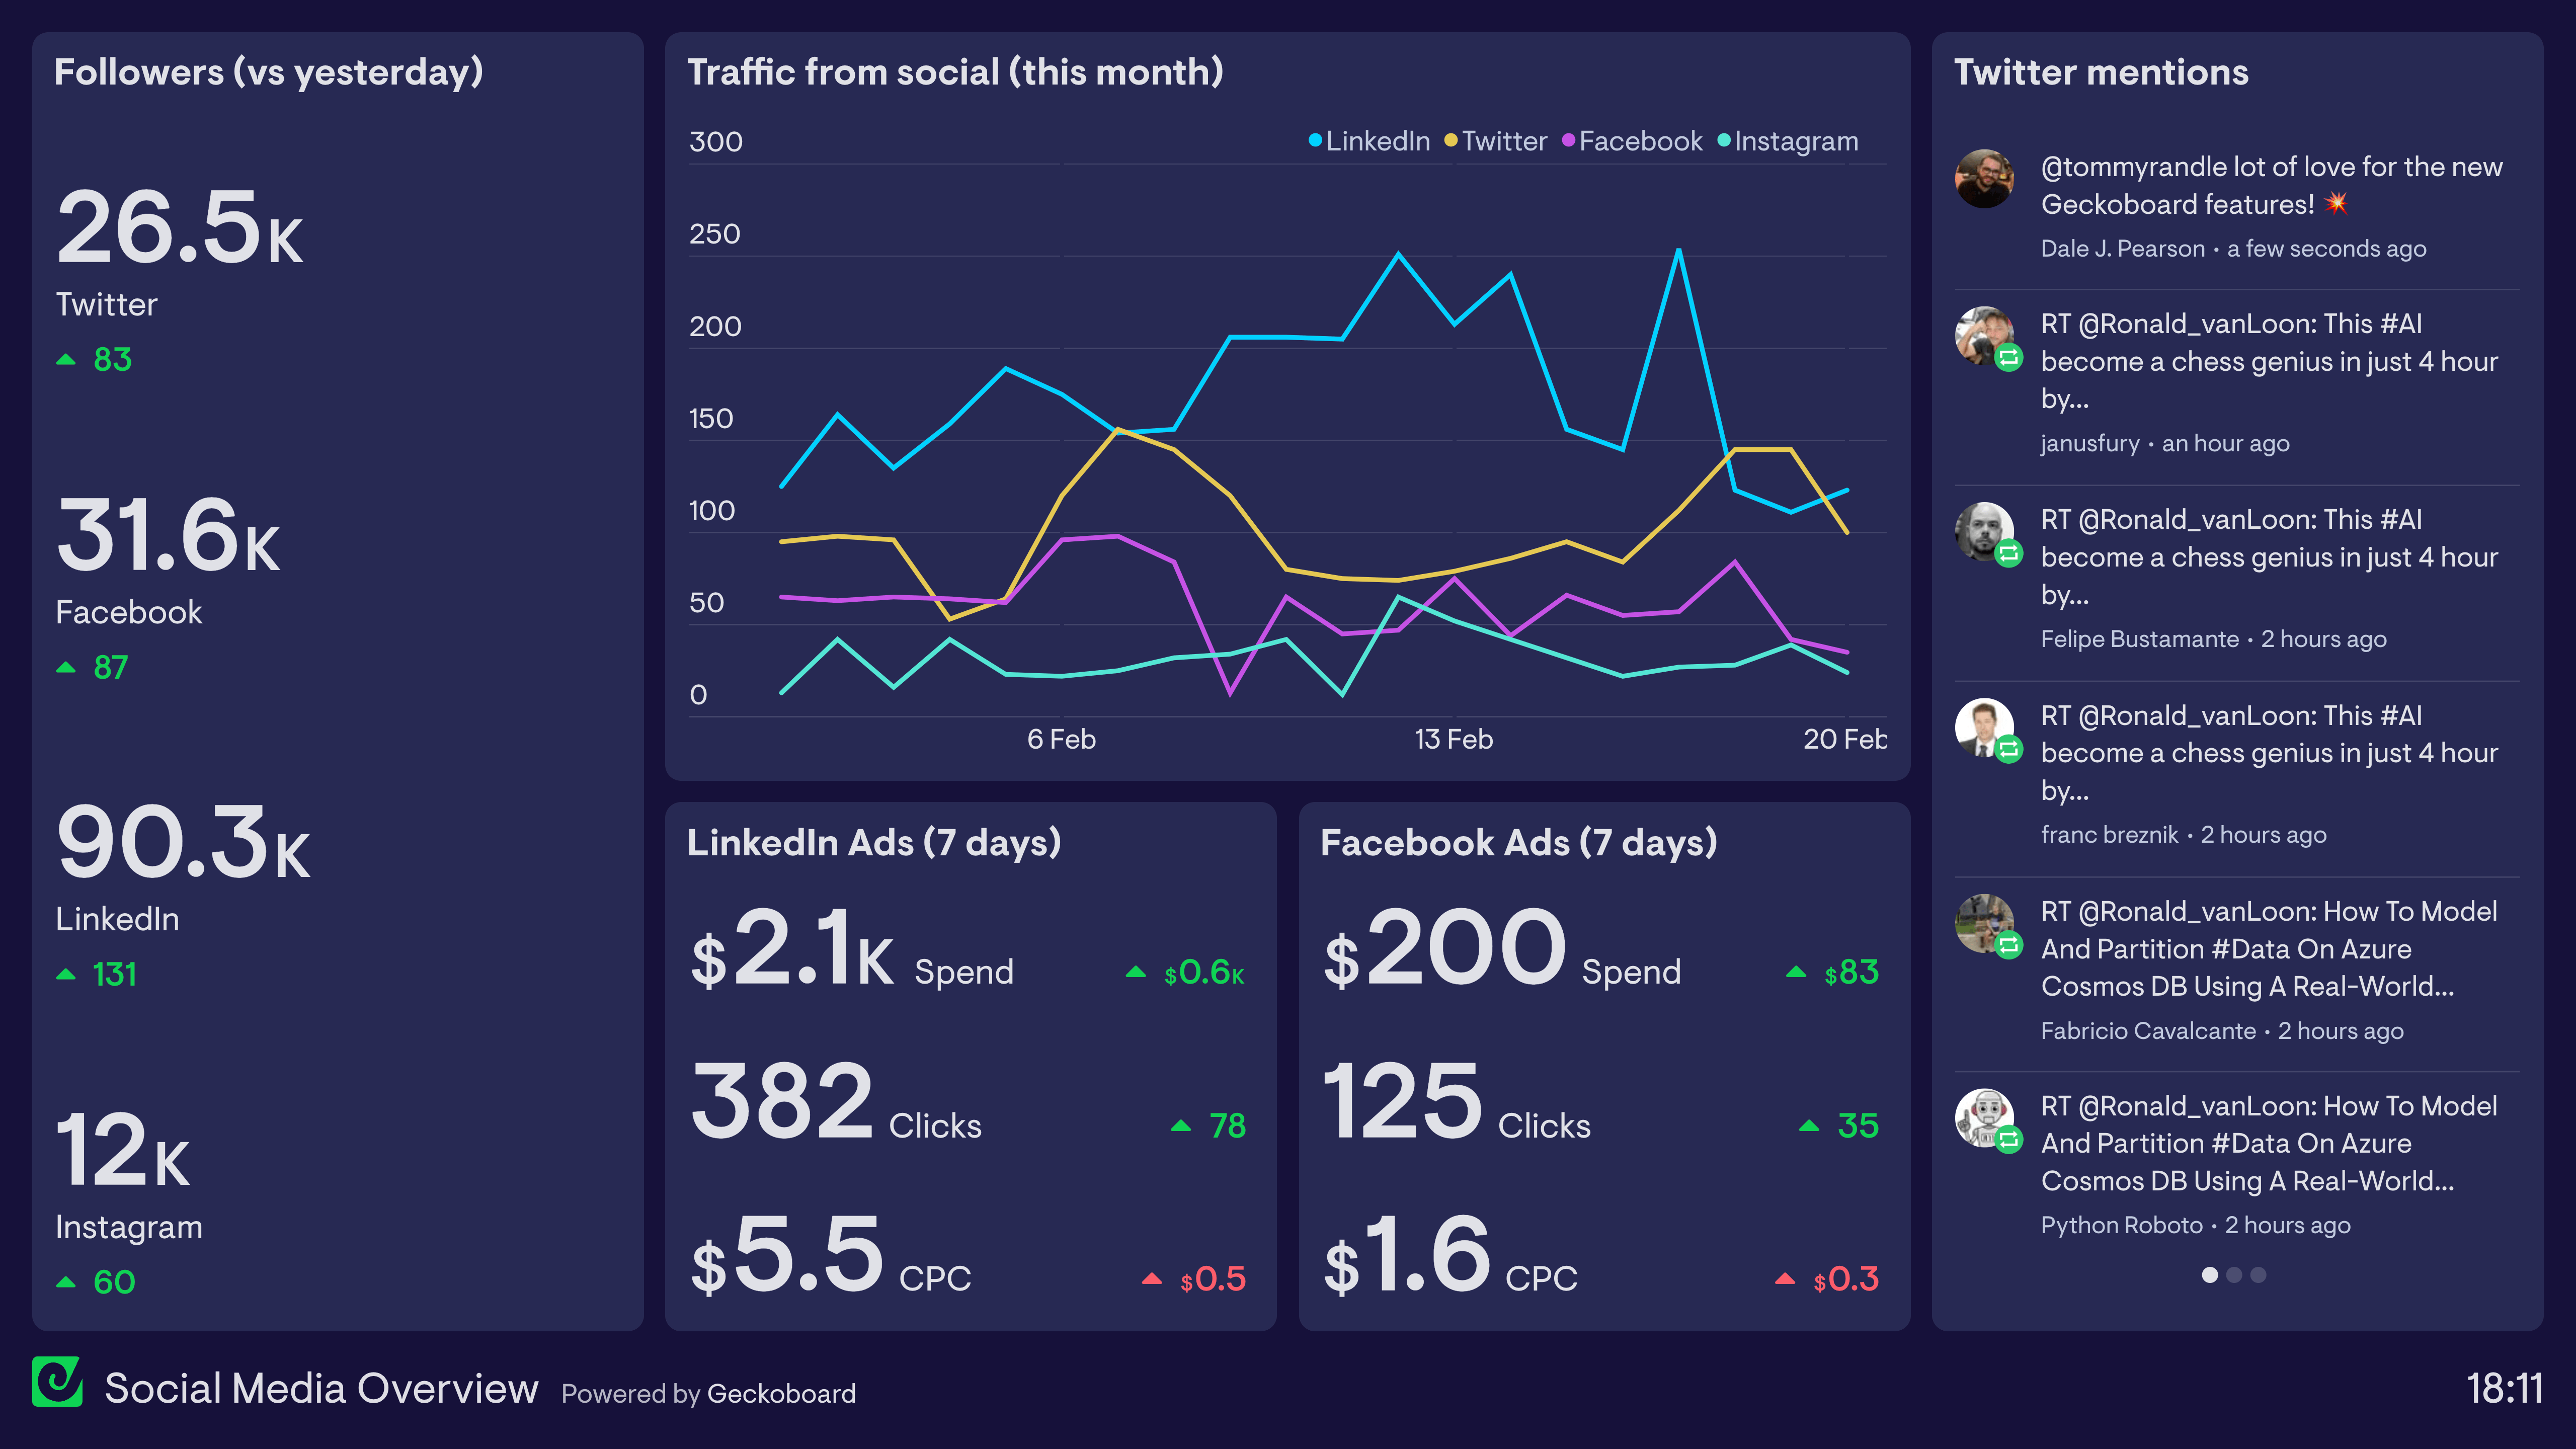 Followers (vs yesterday)
26.5K
Twitter
83
31.6K
Facebook
87
90.3K
LinkedIn
131
12K
Instagram
60
Traffic from social (this month)
LinkedIn Twitter Facebook Instagram
300
250
200
150
100
50
0
6 Feb 13 Feb 20 Feb
LinkedIn Ads (7 days)
$2.1K Spend $0.6K
382 Clicks 78
$5.5 CPC $0.5
Facebook Ads (7 days)
$200 Spend $83
125 Clicks 35
$1.6 CPC $0.3
Twitter mentions
@tommyrandle lot of love for the new
Geckoboard features! 💥
Dale J. Pearson · a few seconds ago
RT @Ronald_vanLoon: This #AI
become a chess genius in just 4 hour
by...
janusfury · an hour ago
RT @Ronald_vanLoon: This #AI
become a chess genius in just 4 hour
by...
Felipe Bustamante · 2 hours ago
RT @Ronald_vanLoon: This #AI
become a chess genius in just 4 hour
by...
franc breznik · 2 hours ago
RT @Ronald_vanLoon: How To Model
And Partition #Data On Azure
Cosmos DB Using A Real-World...
Fabricio Cavalcante · 2 hours ago
RT @Ronald_vanLoon: How To Model
And Partition #Data On Azure
Cosmos DB Using A Real-World...
Python Roboto · 2 hours ago
Social Media Overview Powered by Geckoboard
18:11